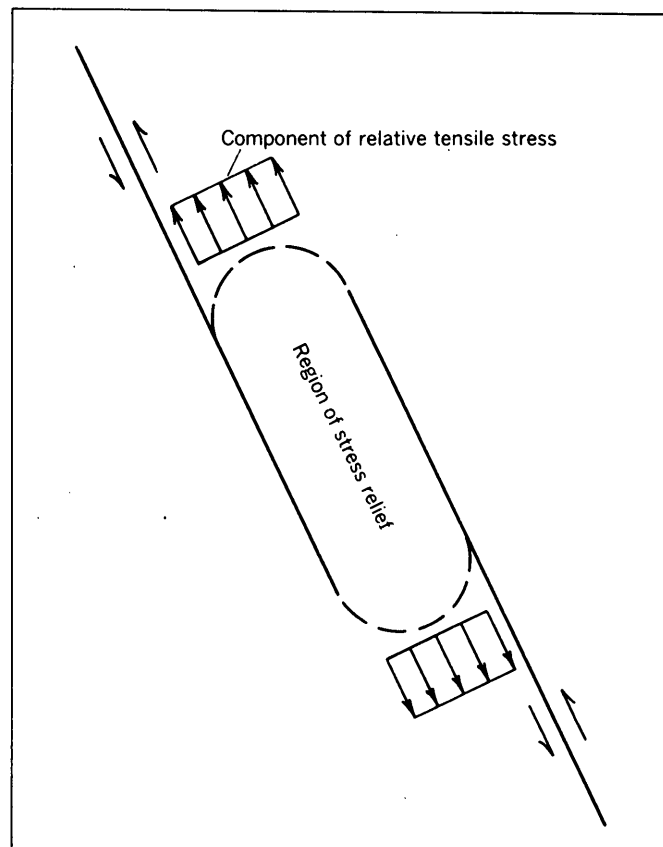 Component of relative tensile stress
Region of stress relief